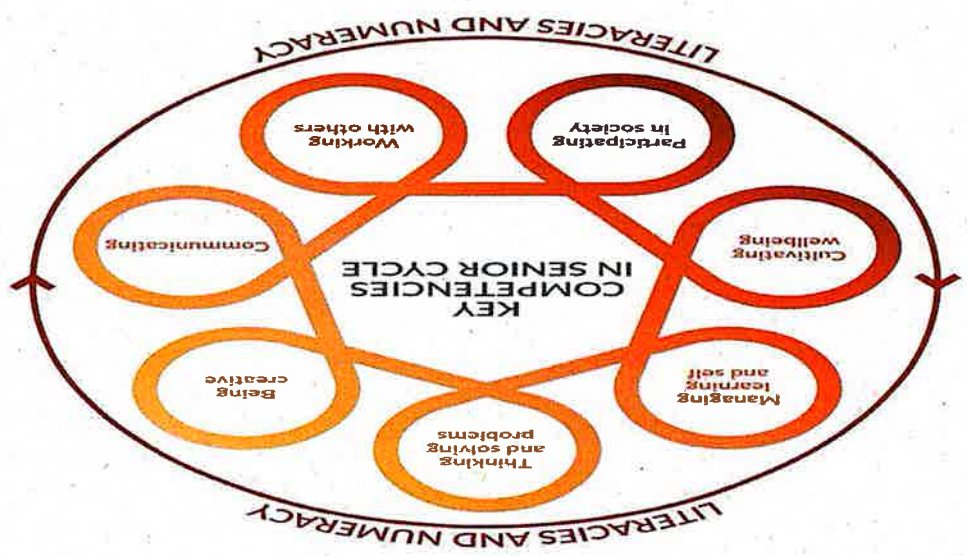 LITERACIES AND NUMERACY
Thinking
and solving
problems
Being
creative
Managing
learning
and self
KEY
COMPETENCIES
IN SENIOR CYCLE
Communicating
Cultivating
wellbeing
Working
with others
Participating
in society
LITERACIES AND NUMERACY